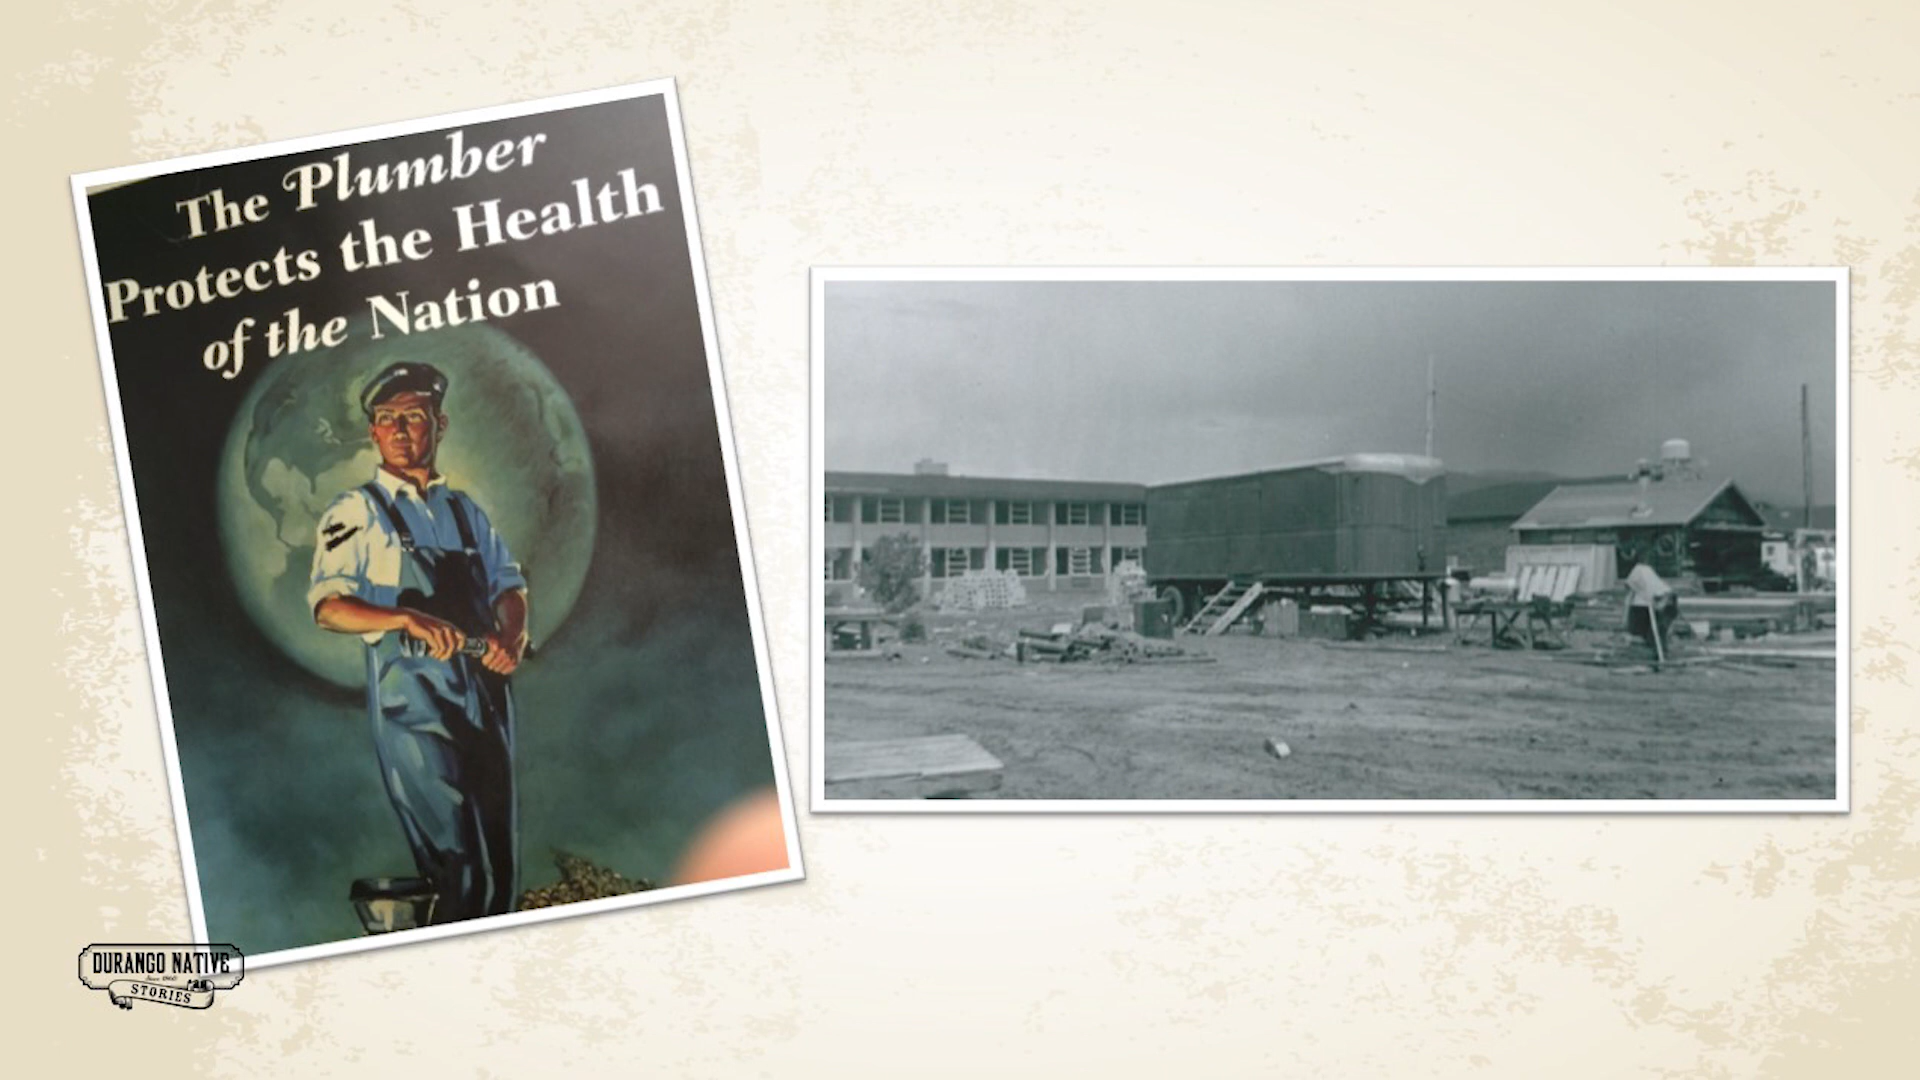 The Plumber
Protects the Health
of the Nation
DURANGO NATIVE
STORIES